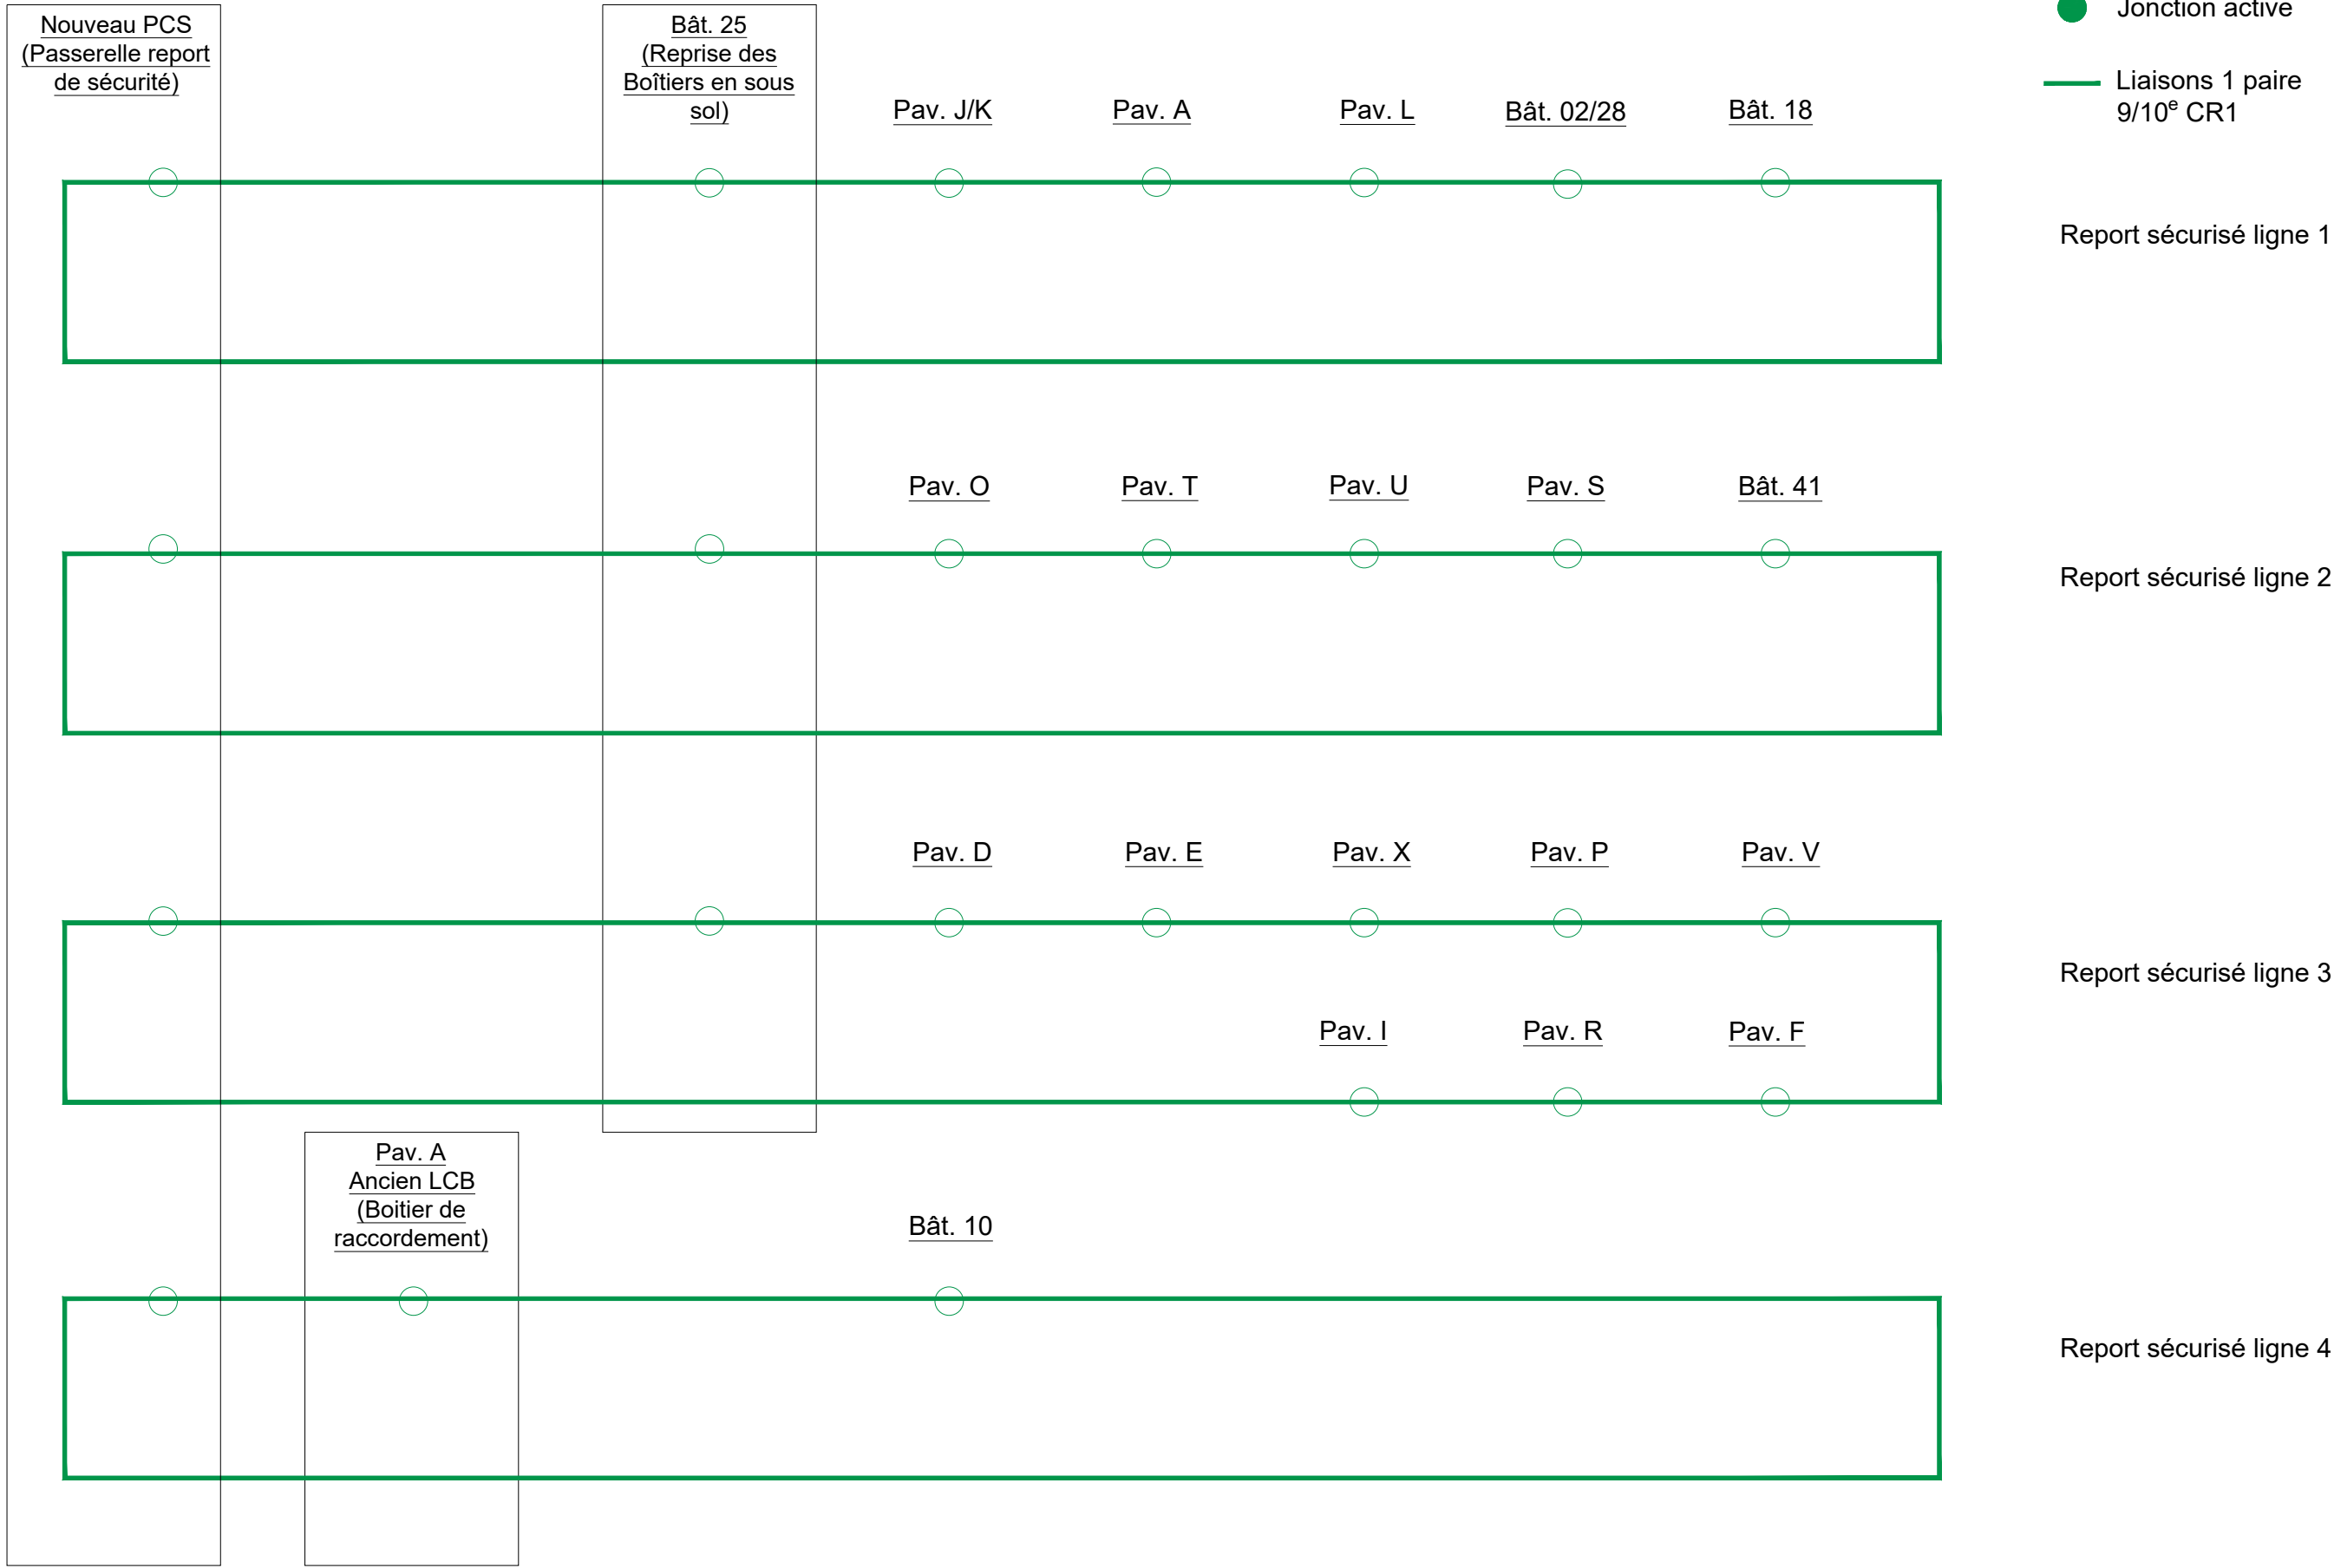 Nouveau PCS
(Passerelle report
de sécurité)
Bât. 25
(Reprise des
Boîtiers en sous
sol)
Jonction active
Liaisons 1 paire
9/10e CR1
Pav. J/K
Pav. A
Pav. L
Bât. 02/28
Bât. 18
Report sécurisé ligne 1
Pav. O
Pav. T
Pav. U
Pav. S
Bât. 41
Report sécurisé ligne 2
Pav. D
Pav. E
Pav. X
Pav. P
Pav. V
Report sécurisé ligne 3
Pav. I
Pav. R
Pav. F
Pav. A
Ancien LCB
(Boitier de
raccordement)
Bât. 10
Report sécurisé ligne 4